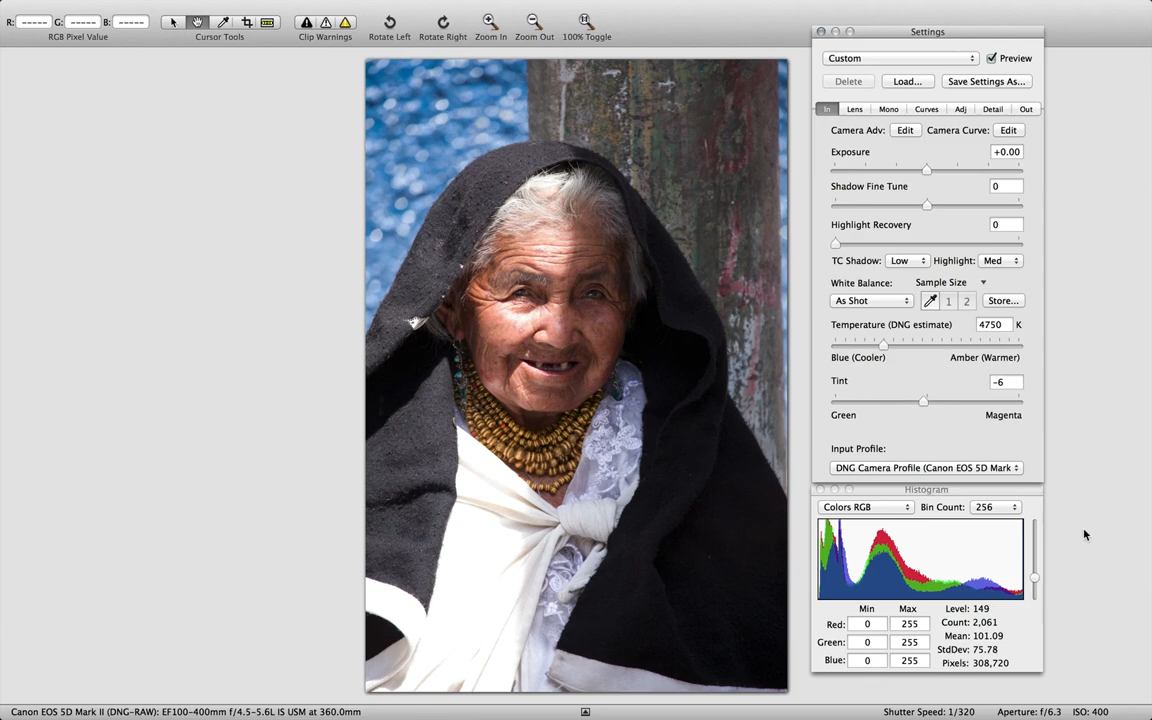 R: ----- G: ----- B: -----
RGB Pixel Value
Cursor Tools
Clip Warnings
Rotate Left
Rotate Right
Zoom In
Zoom Out
100% Toggle
Settings
Custom
Preview
Delete
Load...
Save Settings As...
In
Lens
Mono
Curves
Adj
Detail
Out
Camera Adv: Edit
Camera Curve: Edit
Exposure
+0.00
Shadow Fine Tune
0
Highlight Recovery
0
TC Shadow: Low
Highlight: Med
White Balance:
Sample Size
As Shot
1
2
Store...
Temperature (DNG estimate)
4750 K
Blue (Cooler)
Amber (Warmer)
Tint
-6
Green
Magenta
Input Profile:
DNG Camera Profile (Canon EOS 5D Mark
Histogram
Colors RGB
Bin Count: 256
Min
Max
Level: 149
Red: 0 255
Count: 2,061
Mean: 101.09
Green: 0 255
StdDev: 75.78
Blue: 0 255
Pixels: 308,720
Canon EOS 5D Mark II (DNG-RAW): EF100-400mm f/4.5-5.6L IS USM at 360.0mm
Shutter Speed: 1/320
Aperture: f/6.3
ISO: 400